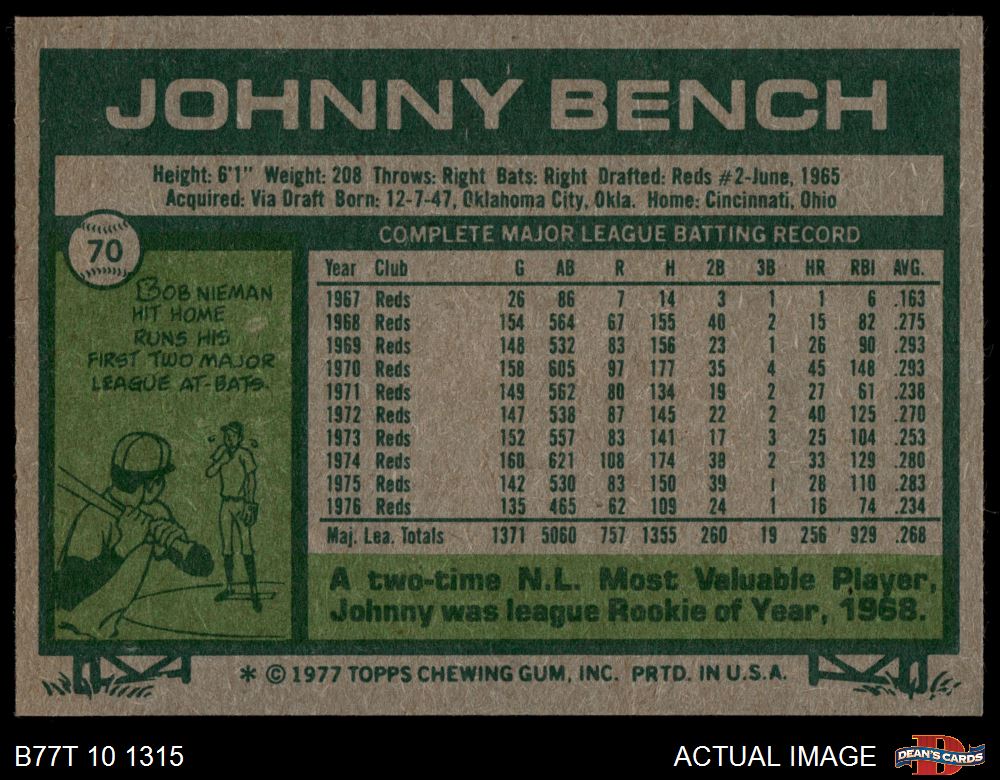 JOHNNY BENCH
Height: 6'1" Weight: 208 Throws: Right Bats: Right Drafted: Reds #2-June, 1965
Acquired: Via Draft Born: 12-7-47, Oklahoma City, Okla. Home: Cincinnati, Ohio
70
BOB NIEMAN
HIT HOME
RUNS HIS
FIRST TWO MAJOR
LEAGUE AT-BATS.
COMPLETE MAJOR LEAGUE BATTING RECORD
Year Club G AB R H 2B 3B HR RBI AVG.
1967 Reds 26 86 7 14 3 1 1 6 .163
1968 Reds 154 564 67 155 40 2 15 82 .275
1969 Reds 148 532 83 156 23 1 26 90 .293
1970 Reds 158 605 97 177 35 4 45 148 .293
1971 Reds 149 562 80 134 19 2 27 61 .238
1972 Reds 147 538 87 145 22 2 40 125 .270
1973 Reds 152 557 83 141 17 3 25 104 .253
1974 Reds 160 621 108 174 38 2 33 129 .280
1975 Reds 142 530 83 150 39 1 28 110 .283
1976 Reds 135 465 62 109 24 1 16 74 .234
Maj. Lea. Totals 1371 5060 757 1355 260 19 256 929 .268
A two-time N.L. Most Valuable Player,
Johnny was league Rookie of Year, 1968.
* © 1977 TOPPS CHEWING GUM, INC. PRTD. IN U.S.A.
B77T 10 1315
ACTUAL IMAGE
D
DEAN'S CARDS